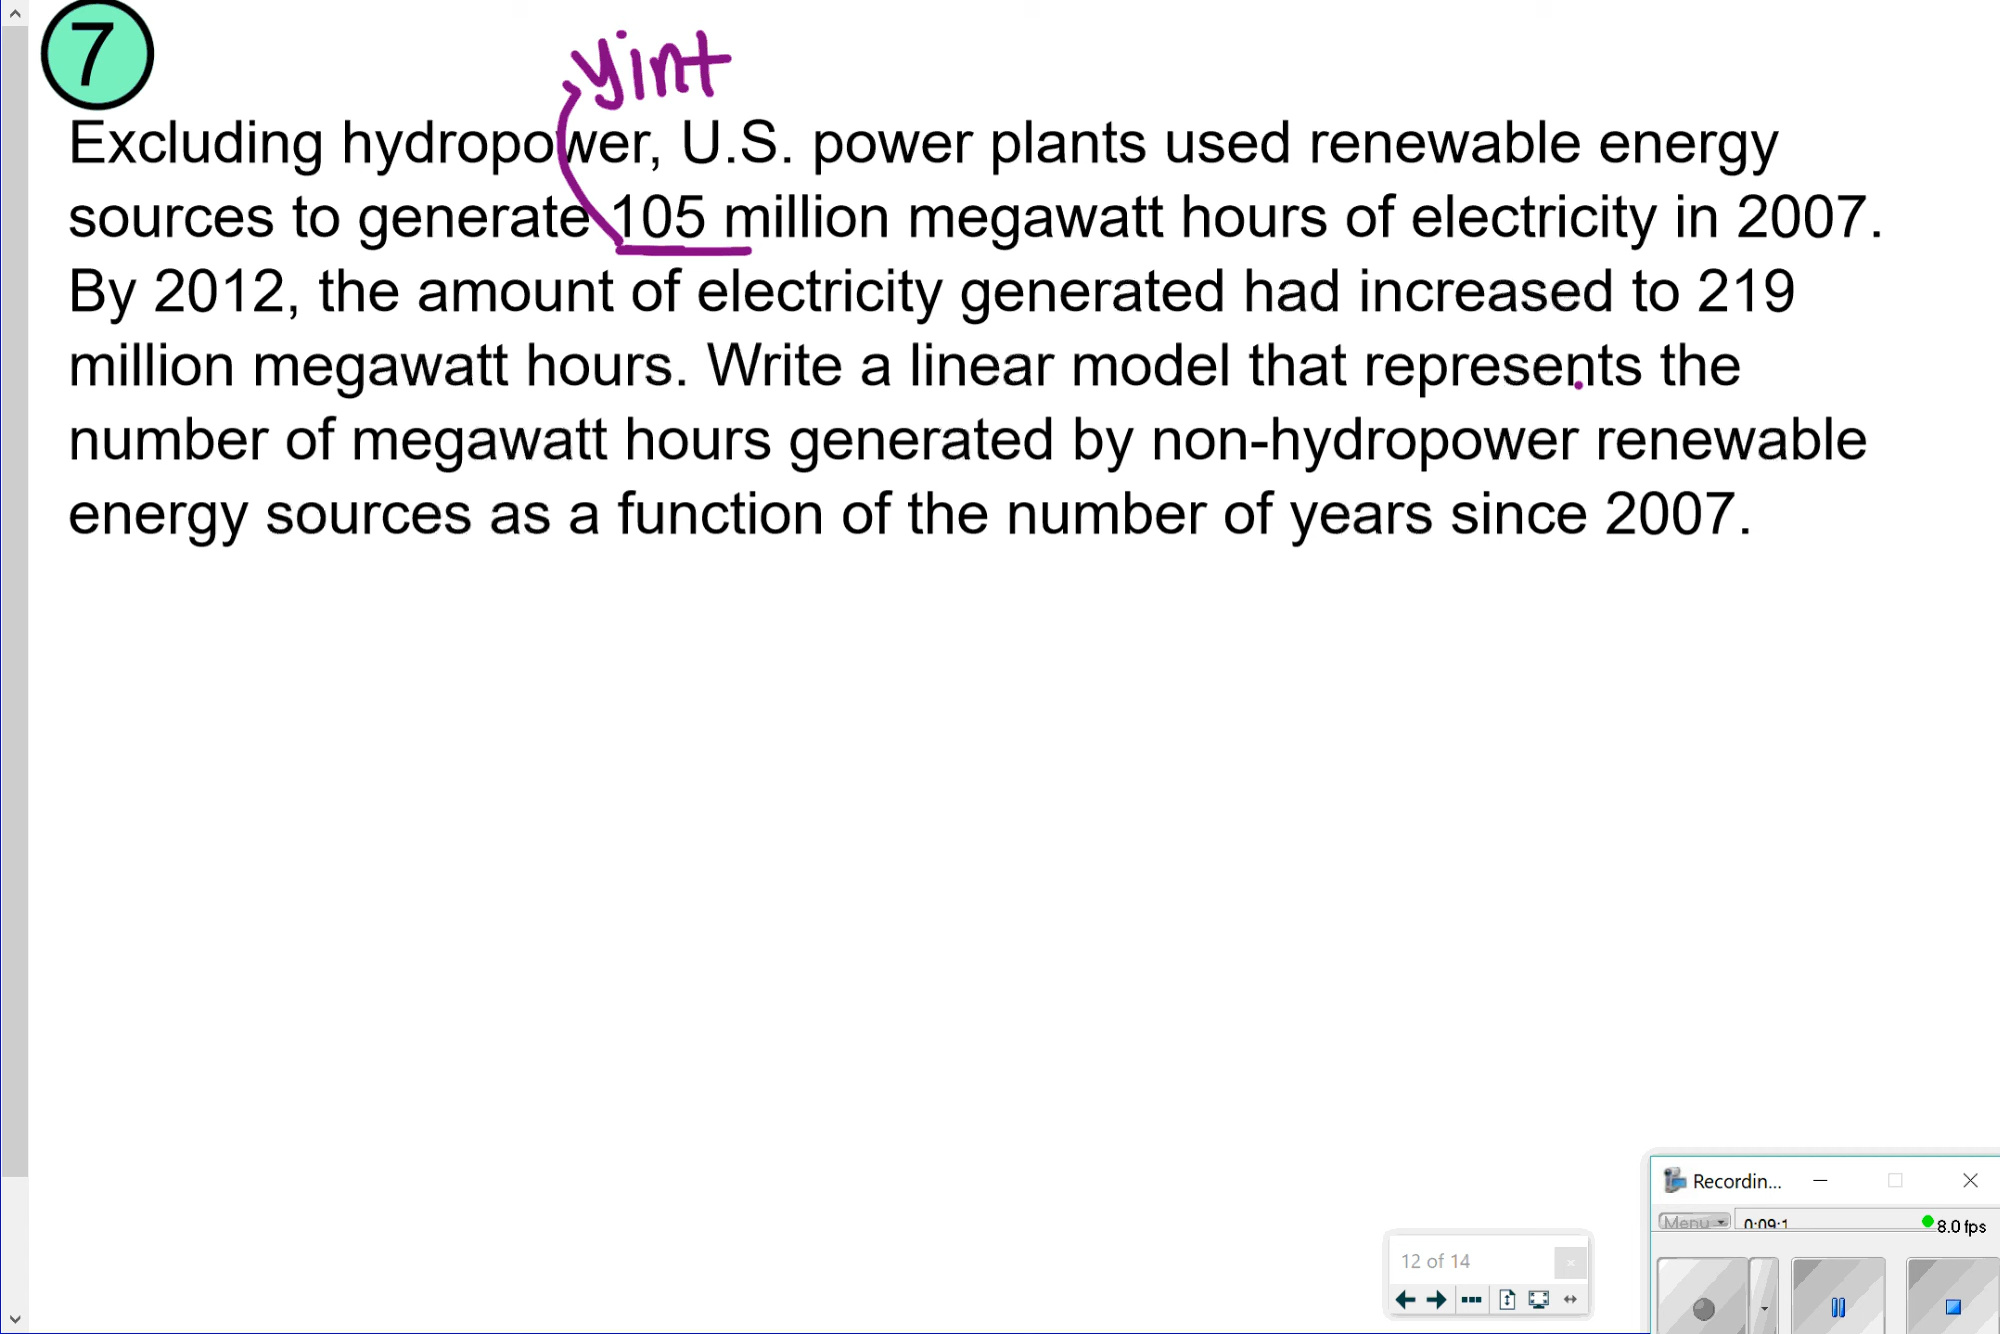 7
yint
Excluding hydropower, U.S. power plants used renewable energy
sources to generate 105 million megawatt hours of electricity in 2007.
By 2012, the amount of electricity generated had increased to 219
million megawatt hours. Write a linear model that represents the
number of megawatt hours generated by non-hydropower renewable
energy sources as a function of the number of years since 2007.
Recordin...
Menu 0:09:1 8.0 fps
12 of 14